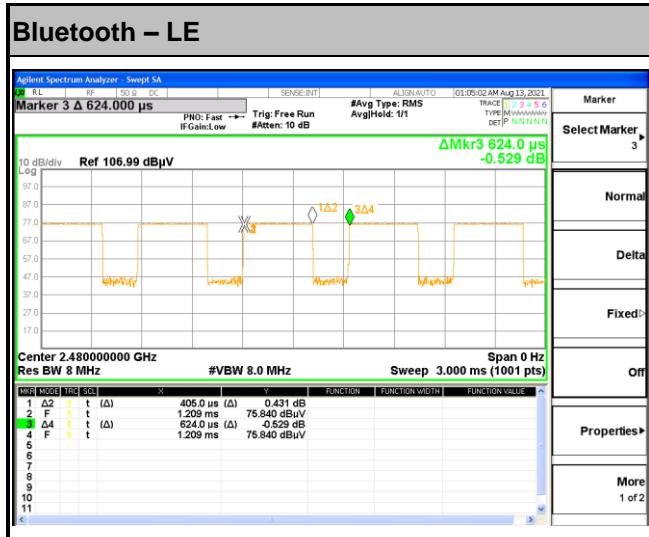 Bluetooth – LE
Agilent Spectrum Analyzer - Swept SA
RL RF 50 Ω DC SENSE:INT ALIGN AUTO 01:05:02 AM Aug 13, 2021
Marker 3 Δ 624.000 µs
PNO: Fast
IFGain:Low
Trig: Free Run
#Atten: 10 dB
#Avg Type: RMS
Avg|Hold: 1/1
TRACE 1 2 3 4 5 6
TYPE M
DET P N N N N N
ΔMkr3 624.0 µs
-0.529 dB
10 dB/div Ref 106.99 dBµV
Log
97.0
87.0
77.0
67.0
57.0
47.0
37.0
27.0
17.0
1Δ2
3Δ4
Center 2.480000000 GHz Span 0 Hz
Res BW 8 MHz #VBW 8.0 MHz Sweep 3.000 ms (1001 pts)
MKR MODE TRC SCL X Y FUNCTION FUNCTION WIDTH FUNCTION VALUE
1 Δ2 1 t (Δ) 405.0 µs (Δ) 0.431 dB
2 F 1 t 1.209 ms 75.840 dBµV
3 Δ4 1 t (Δ) 624.0 µs (Δ) -0.529 dB
4 F 1 t 1.209 ms 75.840 dBµV
5
6
7
8
9
10
11
Marker
Select Marker
3
Normal
Delta
Fixed
Off
Properties
More
1 of 2